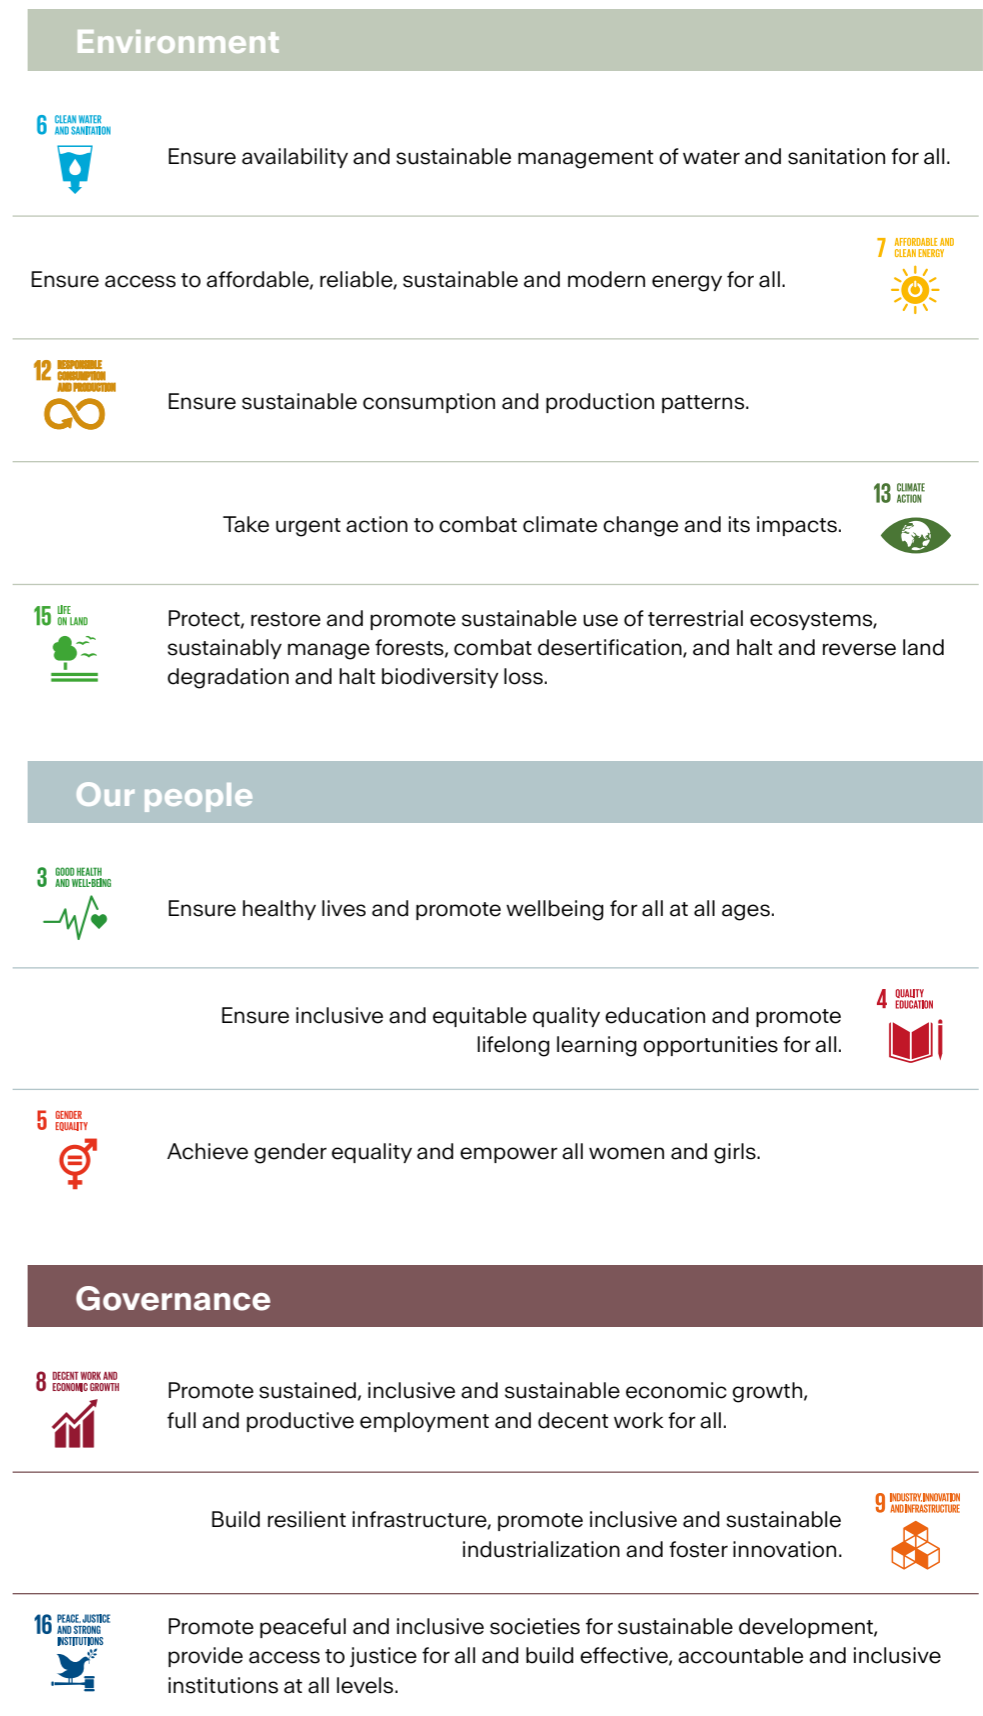 Environment
6 CLEAN WATER
AND SANITATION
Ensure availability and sustainable management of water and sanitation for all.
7 AFFORDABLE AND
CLEAN ENERGY
Ensure access to affordable, reliable, sustainable and modern energy for all.
12 RESPONSIBLE
CONSUMPTION
AND PRODUCTION
Ensure sustainable consumption and production patterns.
13 CLIMATE
ACTION
Take urgent action to combat climate change and its impacts.
15 LIFE
ON LAND
Protect, restore and promote sustainable use of terrestrial ecosystems,
sustainably manage forests, combat desertification, and halt and reverse land
degradation and halt biodiversity loss.
Our people
3 GOOD HEALTH
AND WELL-BEING
Ensure healthy lives and promote wellbeing for all at all ages.
4 QUALITY
EDUCATION
Ensure inclusive and equitable quality education and promote
lifelong learning opportunities for all.
5 GENDER
EQUALITY
Achieve gender equality and empower all women and girls.
Governance
8 DECENT WORK AND
ECONOMIC GROWTH
Promote sustained, inclusive and sustainable economic growth,
full and productive employment and decent work for all.
9 INDUSTRY, INNOVATION
AND INFRASTRUCTURE
Build resilient infrastructure, promote inclusive and sustainable
industrialization and foster innovation.
16 PEACE, JUSTICE
AND STRONG
INSTITUTIONS
Promote peaceful and inclusive societies for sustainable development,
provide access to justice for all and build effective, accountable and inclusive
institutions at all levels.